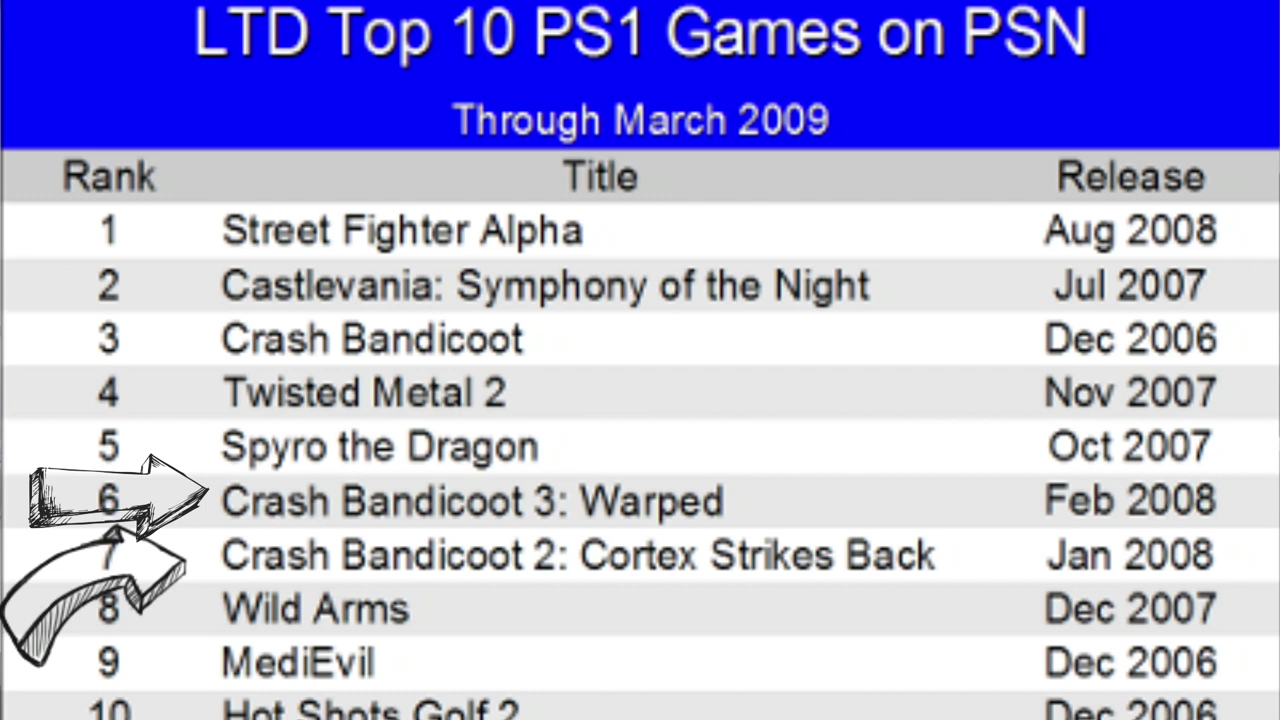 LTD Top 10 PS1 Games on PSN
Through March 2009
Rank Title Release
1 Street Fighter Alpha Aug 2008
2 Castlevania: Symphony of the Night Jul 2007
3 Crash Bandicoot Dec 2006
4 Twisted Metal 2 Nov 2007
5 Spyro the Dragon Oct 2007
6 Crash Bandicoot 3: Warped Feb 2008
7 Crash Bandicoot 2: Cortex Strikes Back Jan 2008
8 Wild Arms Dec 2007
9 MediEvil Dec 2006
10 Hot Shots Golf 2 Dec 2006